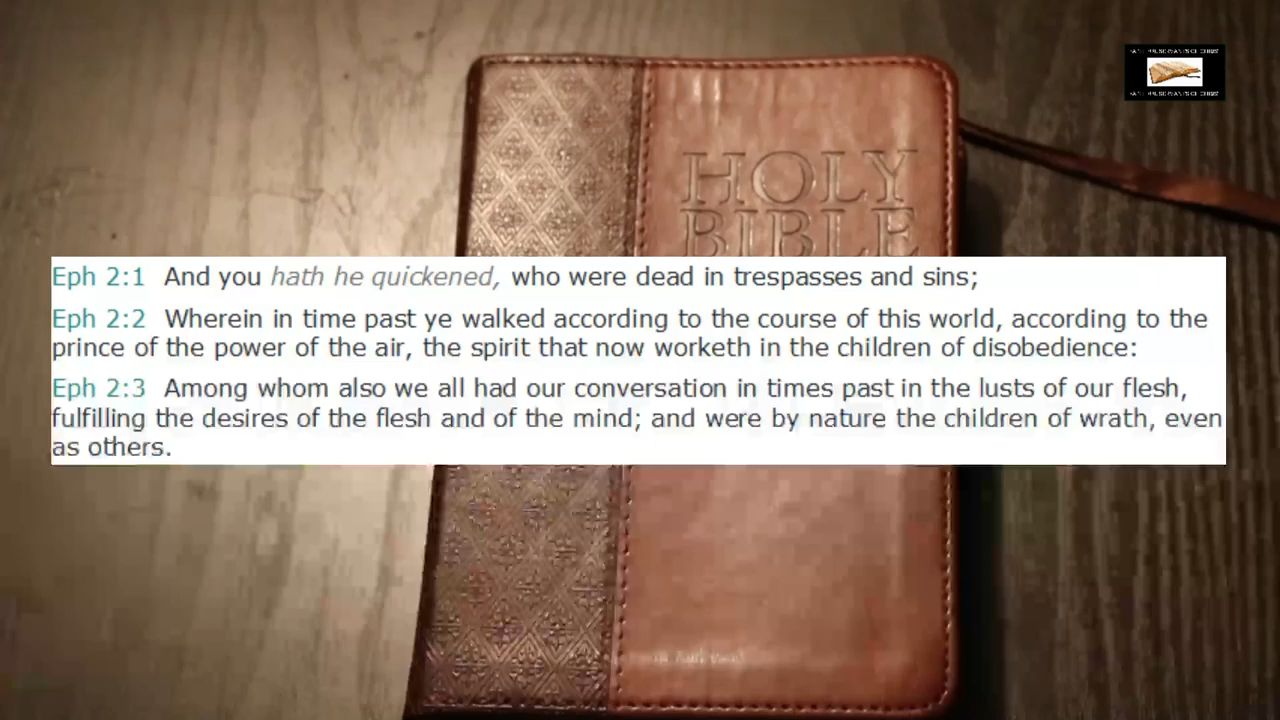 HOLY
BIBLE
Eph 2:1 And you hath he quickened, who were dead in trespasses and sins;
Eph 2:2 Wherein in time past ye walked according to the course of this world, according to the
prince of the power of the air, the spirit that now worketh in the children of disobedience:
Eph 2:3 Among whom also we all had our conversation in times past in the lusts of our flesh,
fulfilling the desires of the flesh and of the mind; and were by nature the children of wrath, even
as others.